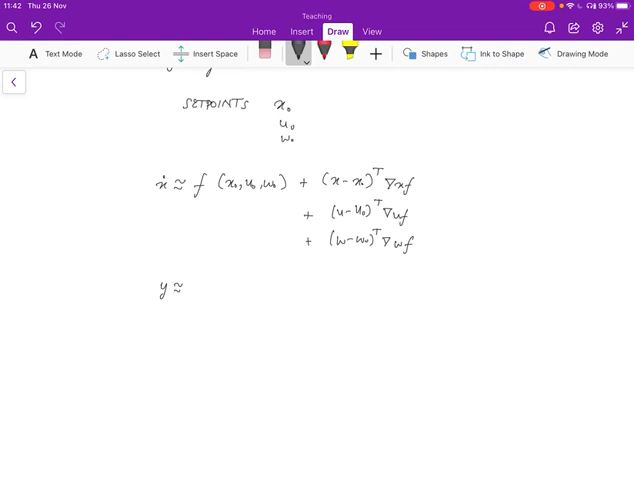 11:42 Thu 26 Nov
93%
Teaching
Home Insert Draw View
Text Mode Lasso Select Insert Space Shapes Ink to Shape Drawing Mode
SETPOINTS x₀
u₀
w₀
ẋ ≈ f (x₀, u₀, w₀) + (x-x₀)ᵀ ∇xf
+ (u-u₀)ᵀ ∇uf
+ (w-w₀)ᵀ ∇wf
y ≈